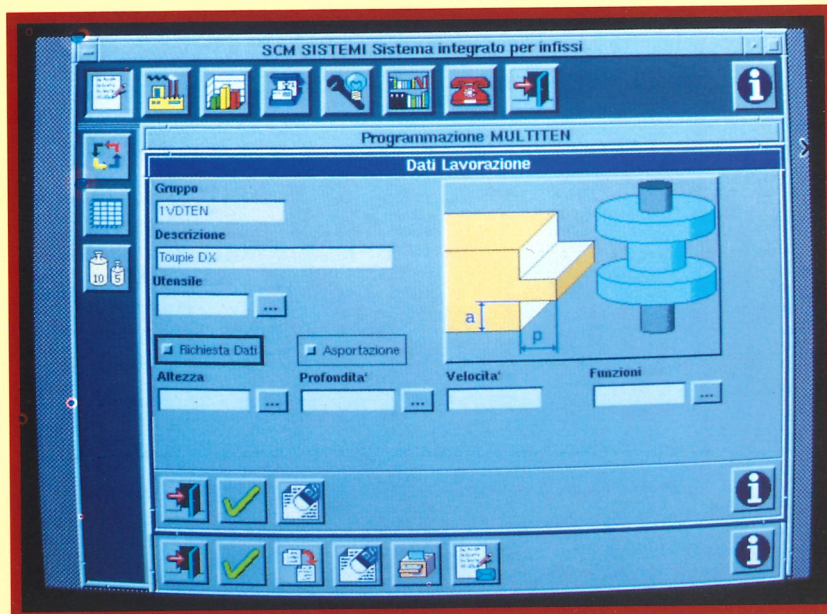 SCM SISTEMI Sistema integrato per infissi
Programmazione MULTITEN
Dati Lavorazione
Gruppo
1VDTEN
Descrizione
Toupie DX
Utensile
...
a
p
Richiesta Dati
Asportazione
Altezza
Profondita'
Velocita'
Funzioni
...
...
...
10 5
i
i
i